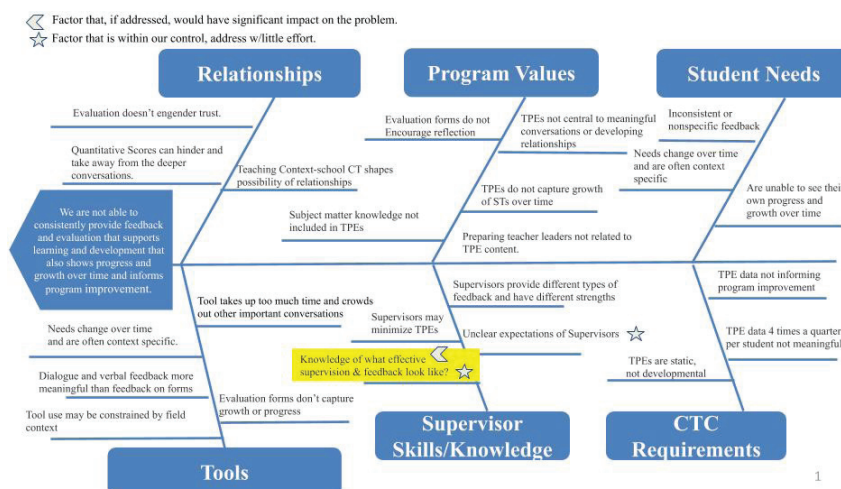 Factor that, if addressed, would have significant impact on the problem.
Factor that is within our control, address w/little effort.
Relationships
Program Values
Student Needs
Evaluation doesn't engender trust.
Quantitative Scores can hinder and
take away from the deeper
conversations.
Teaching Context-school CT shapes
possibility of relationships
Evaluation forms do not
Encourage reflection
TPEs not central to meaningful
conversations or developing
relationships
TPEs do not capture growth
of STs over time
Subject matter knowledge not
included in TPEs
Preparing teacher leaders not related to
TPE content.
Inconsistent or
nonspecific feedback
Needs change over time
and are often context
specific
Are unable to see their
own progress and
growth over time
We are not able to
consistently provide feedback
and evaluation that supports
learning and development that
also shows progress and
growth over time and informs
program improvement.
Tool takes up too much time and crowds
out other important conversations
Needs change over time
and are often context specific.
Dialogue and verbal feedback more
meaningful than feedback on forms
Tool use may be constrained by field
context
Evaluation forms don't capture
growth or progress
Tools
Supervisors provide different types of
feedback and have different strengths
Supervisors may
minimize TPEs
Unclear expectations of Supervisors
Knowledge of what effective
supervision & feedback look like?
Supervisor
Skills/Knowledge
TPE data not informing
program improvement
TPE data 4 times a quarter
per student not meaningful
TPEs are static,
not developmental
CTC
Requirements
1